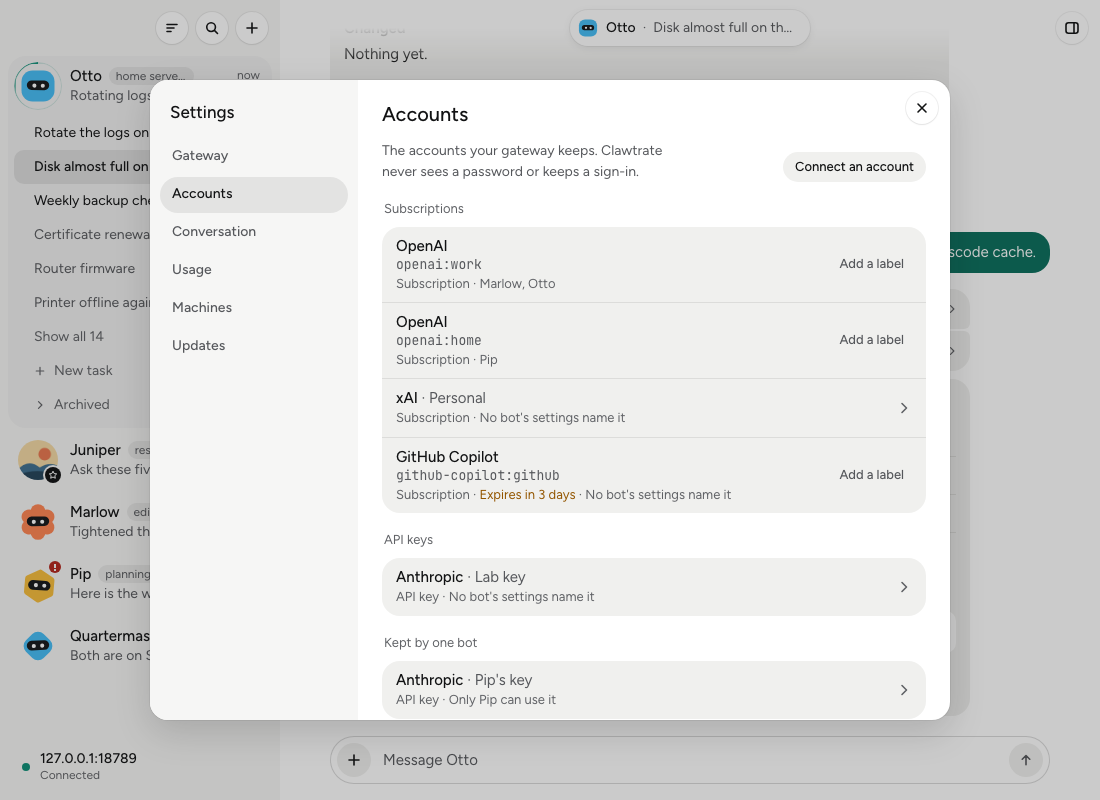 Otto · Disk almost full on th...
Changed
Nothing yet.
Otto home serve... now
Rotating logs
Rotate the logs on
Disk almost full on
Weekly backup che
Certificate renewa
Router firmware
Printer offline again
Show all 14
New task
Archived
Juniper res
Ask these fiv
Marlow edi
Tightened th
Pip planning
Here is the w
Quartermas
Both are on S
127.0.0.1:18789
Connected
Settings
Gateway
Accounts
Conversation
Usage
Machines
Updates
Accounts
The accounts your gateway keeps. Clawtrate
never sees a password or keeps a sign-in.
Connect an account
Subscriptions
OpenAI
openai:work
Subscription · Marlow, Otto
Add a label
OpenAI
openai:home
Subscription · Pip
Add a label
xAI · Personal
Subscription · No bot's settings name it
GitHub Copilot
github-copilot:github
Subscription · Expires in 3 days · No bot's settings name it
Add a label
API keys
Anthropic · Lab key
API key · No bot's settings name it
Kept by one bot
Anthropic · Pip's key
API key · Only Pip can use it
scode cache.
Message Otto